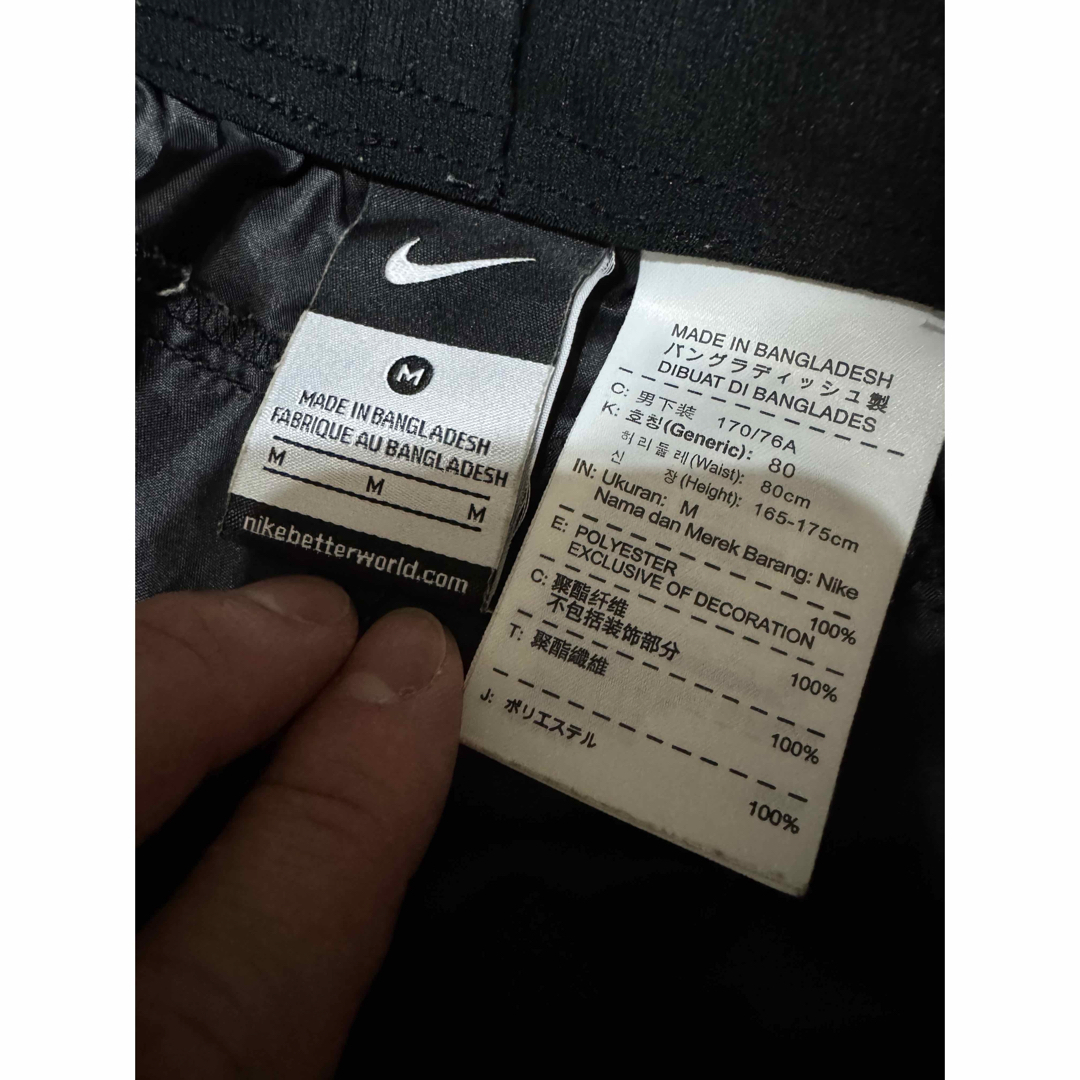 M
MADE IN BANGLADESH
FABRIQUE AU BANGLADESH
M
M
M
nikebetterworld.com
MADE IN BANGLADESH
バングラディッシュ製
DIBUAT DI BANGLADES
C: 男下装 170/76A
K: 호칭(Generic): 80
허리둘레(Waist): 80cm
신 장(Height): 165-175cm
IN: Ukuran: M
Nama dan Merek Barang: Nike
E: POLYESTER 100%
EXCLUSIVE OF DECORATION
C: 聚酯纤维 100%
不包括装饰部分
T: 聚酯纖維 100%
J: ポリエステル 100%